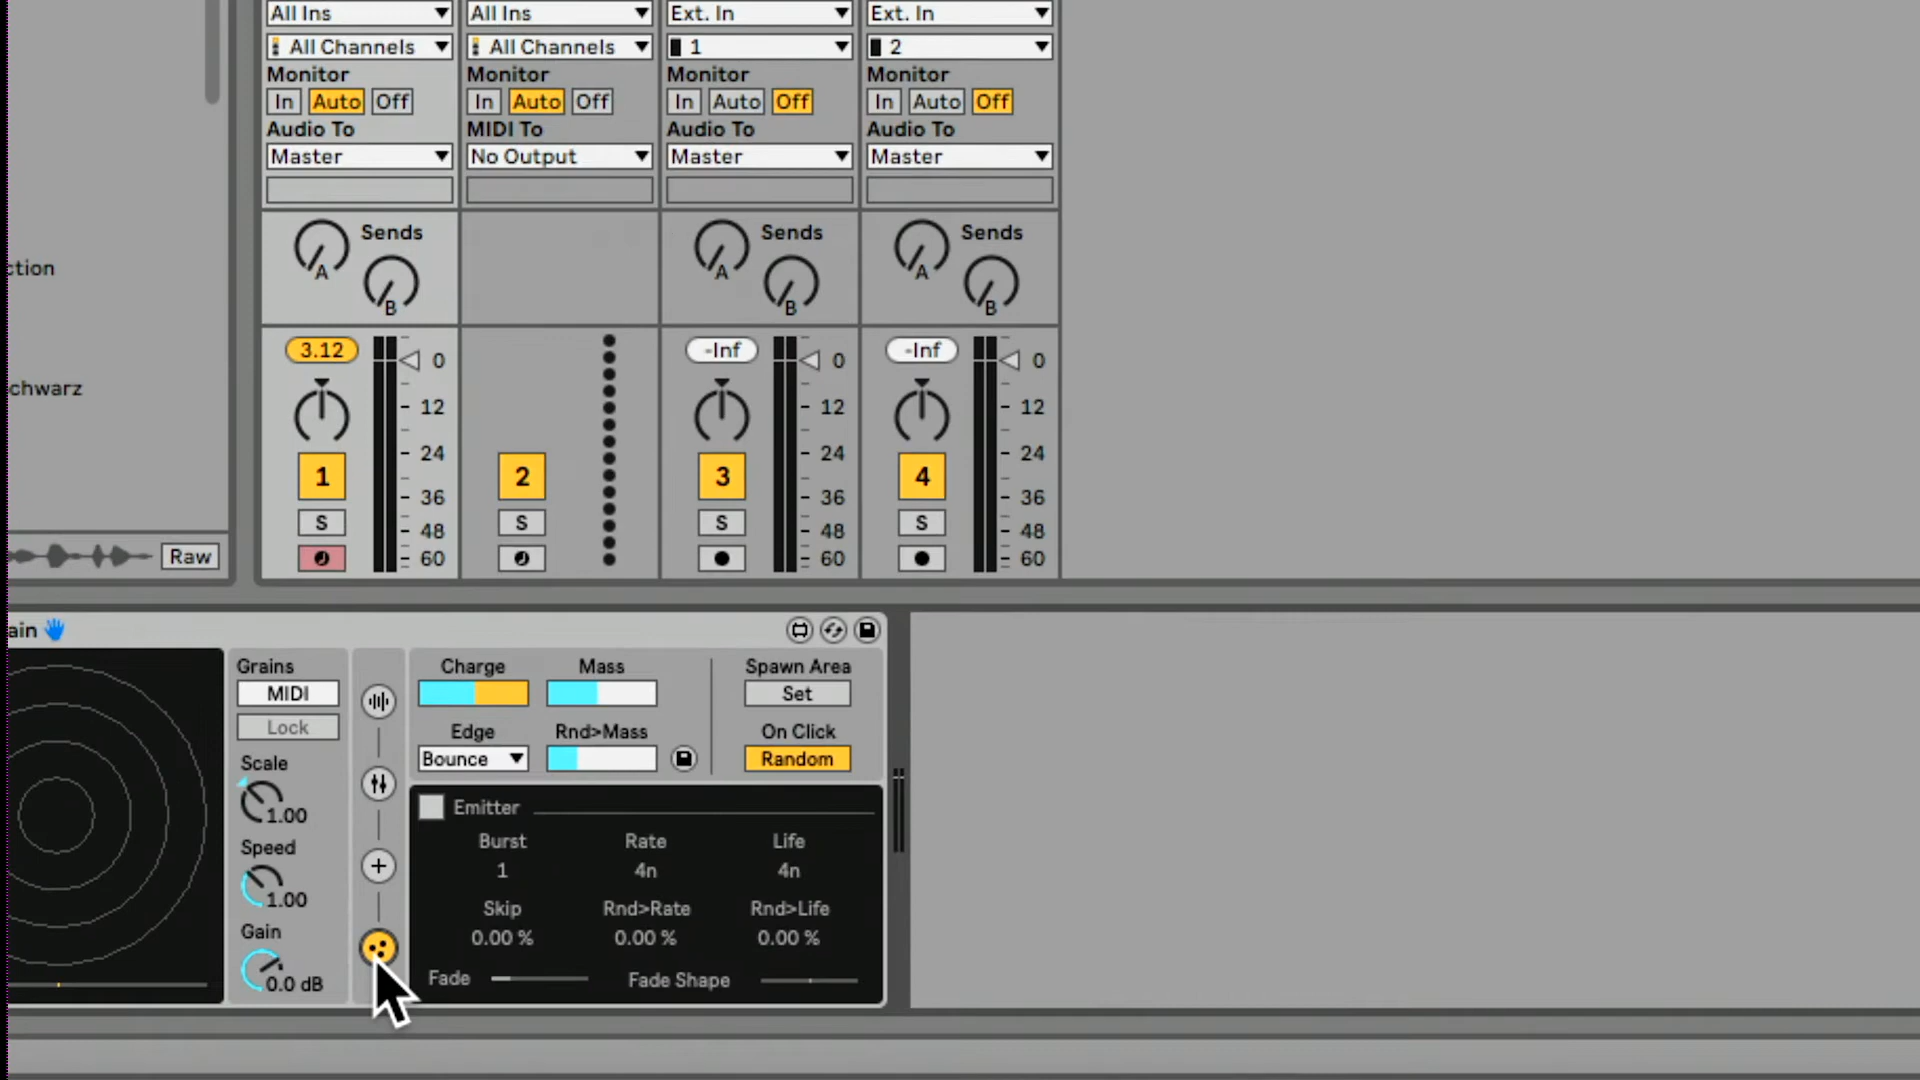 All Ins
All Ins
Ext. In
Ext. In
All Channels
All Channels
1
2
Monitor
Monitor
Monitor
Monitor
In Auto Off
In Auto Off
In Auto Off
In Auto Off
Audio To
MIDI To
Audio To
Audio To
Master
No Output
Master
Master
Sends
Sends
Sends
A
A
A
B
B
B
ction
chwarz
3.12
-Inf
-Inf
0
0
0
12
12
12
24
24
24
1
2
3
4
36
36
36
S
S
S
S
48
48
48
60
60
60
Raw
ain
Grains
MIDI
Lock
Scale
1.00
Speed
1.00
Gain
0.0 dB
Charge
Mass
Spawn Area
Set
Edge
Rnd>Mass
On Click
Bounce
Random
Emitter
Burst
Rate
Life
1
4n
4n
Skip
Rnd>Rate
Rnd>Life
0.00 %
0.00 %
0.00 %
Fade
Fade Shape